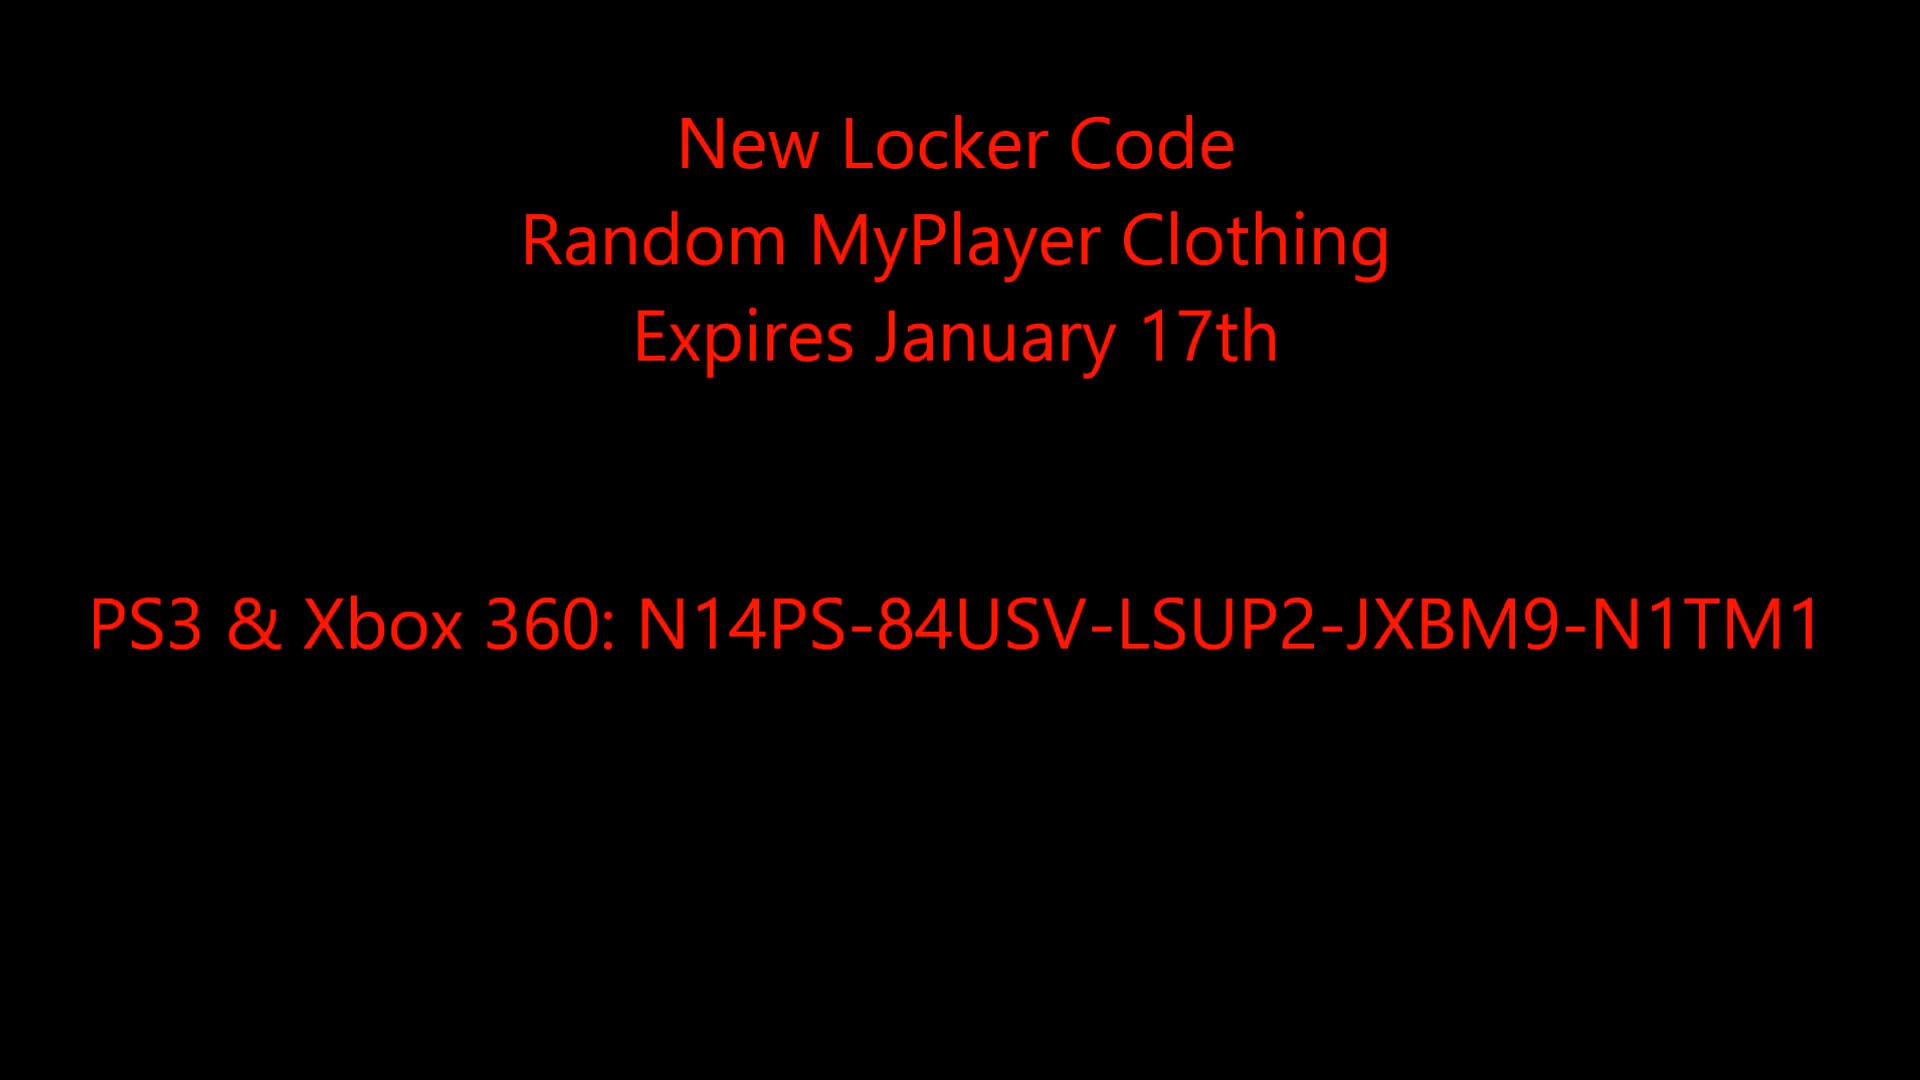 New Locker Code
Random MyPlayer Clothing
Expires January 17th
PS3 & Xbox 360: N14PS-84USV-LSUP2-JXBM9-N1TM1